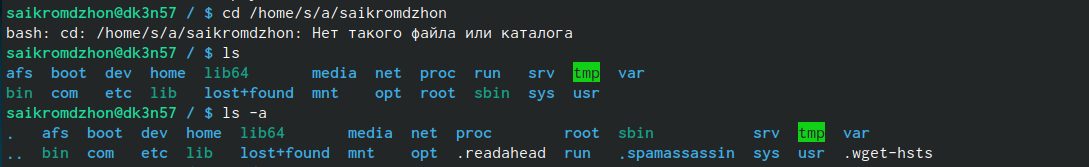 saikromdzhon@dk3n57 / $ cd /home/s/a/saikromdzhon
bash: cd: /home/s/a/saikromdzhon: Нет такого файла или каталога
saikromdzhon@dk3n57 / $ ls
afs  boot  dev  home  lib64       media  net  proc  run   srv  tmp  var
bin  com   etc  lib   lost+found  mnt    opt  root  sbin  sys  usr
saikromdzhon@dk3n57 / $ ls -a
.   afs  boot  dev  home  lib64       media  net  proc        root  sbin           srv  tmp  var
..  bin  com   etc  lib   lost+found  mnt    opt  .readahead  run   .spamassassin  sys  usr  .wget-hsts